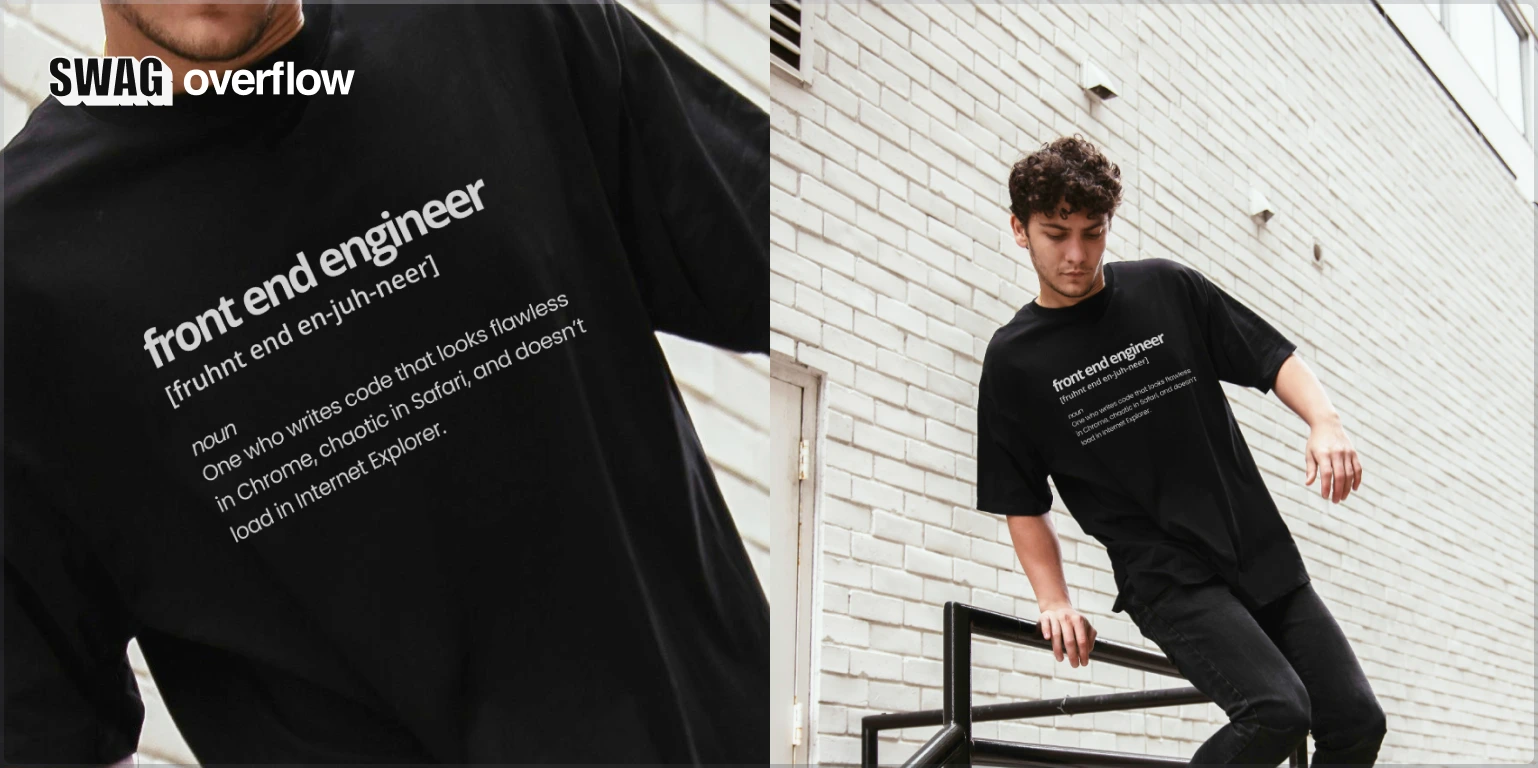 SWAG overflow
front end engineer
[fruhnt end en-juh-neer]
noun
One who writes code that looks flawless
in Chrome, chaotic in Safari, and doesn't
load in Internet Explorer.
front end engineer
[fruhnt end en-juh-neer]
noun
One who writes code that looks flawless
in Chrome, chaotic in Safari, and doesn't
load in Internet Explorer.